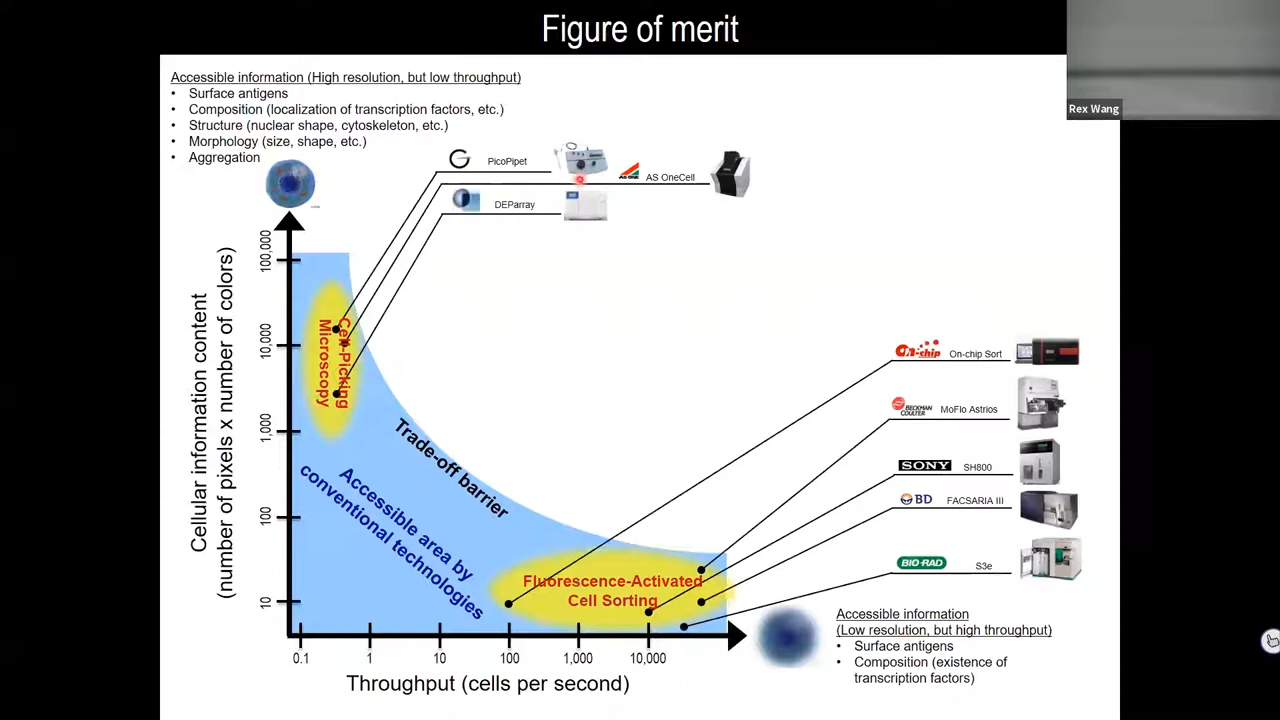 Figure of merit
Rex Wang
Accessible information (High resolution, but low throughput)
• Surface antigens
• Composition (localization of transcription factors, etc.)
• Structure (nuclear shape, cytoskeleton, etc.)
• Morphology (size, shape, etc.)
• Aggregation
PicoPipet
AS ONE
AS OneCell
DEParray
Cellular information content
(number of pixels x number of colors)
100,000
10,000
1,000
100
10
Cell-Picking
Microscopy
Trade-off barrier
Accessible area by
conventional technologies
Fluorescence-Activated
Cell Sorting
On-chip
On-chip Sort
BECKMAN
COULTER
MoFlo Astrios
SONY
SH800
BD
FACSARIA III
BIO-RAD
S3e
0.1
1
10
100
1,000
10,000
Throughput (cells per second)
Accessible information
(Low resolution, but high throughput)
• Surface antigens
• Composition (existence of
transcription factors)